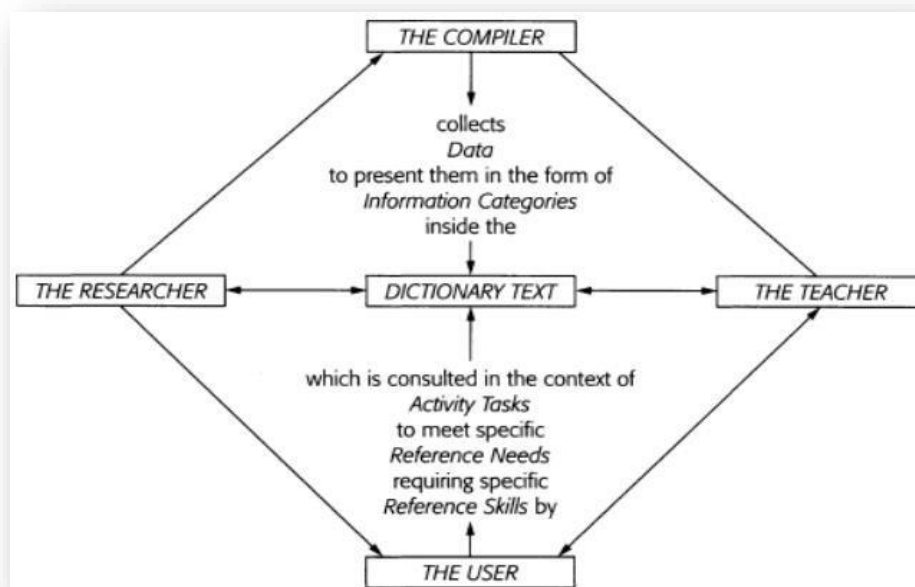 THE COMPILER
collects
Data
to present them in the form of
Information Categories
inside the
THE RESEARCHER
DICTIONARY TEXT
THE TEACHER
which is consulted in the context of
Activity Tasks
to meet specific
Reference Needs
requiring specific
Reference Skills by
THE USER